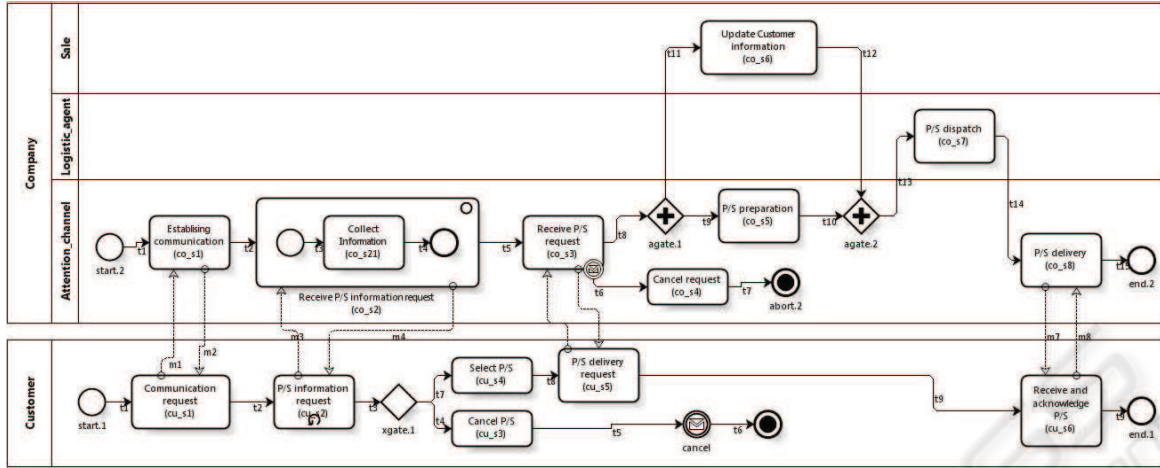 Company
Sale
Update Customer
information
(co_s6)
t11
t12
Logistic_agent
P/S dispatch
(co_s7)
t13
t14
Attention_channel
start.2
t1
Establising
communication
(co_s1)
t2
t3
Collect
Information
(co_s21)
t4
Receive P/S information request
(co_s2)
t5
Receive P/S
request
(co_s3)
t8
t6
agate.1
t9
P/S preparation
(co_s5)
t10
agate.2
Cancel request
(co_s4)
t7
abort.2
P/S delivery
(co_s8)
t15
end.2
m1
m2
m3
m4
m7
m8
Customer
start.1
t1
Communication
request
(cu_s1)
t2
P/S information
request
(cu_s2)
t3
xgate.1
t7
Select P/S
(cu_s4)
t8
P/S delivery
request
(cu_s5)
t9
t4
Cancel P/S
(cu_s3)
t5
cancel
t6
Receive and
acknowledge
P/S
(cu_s6)
end.1